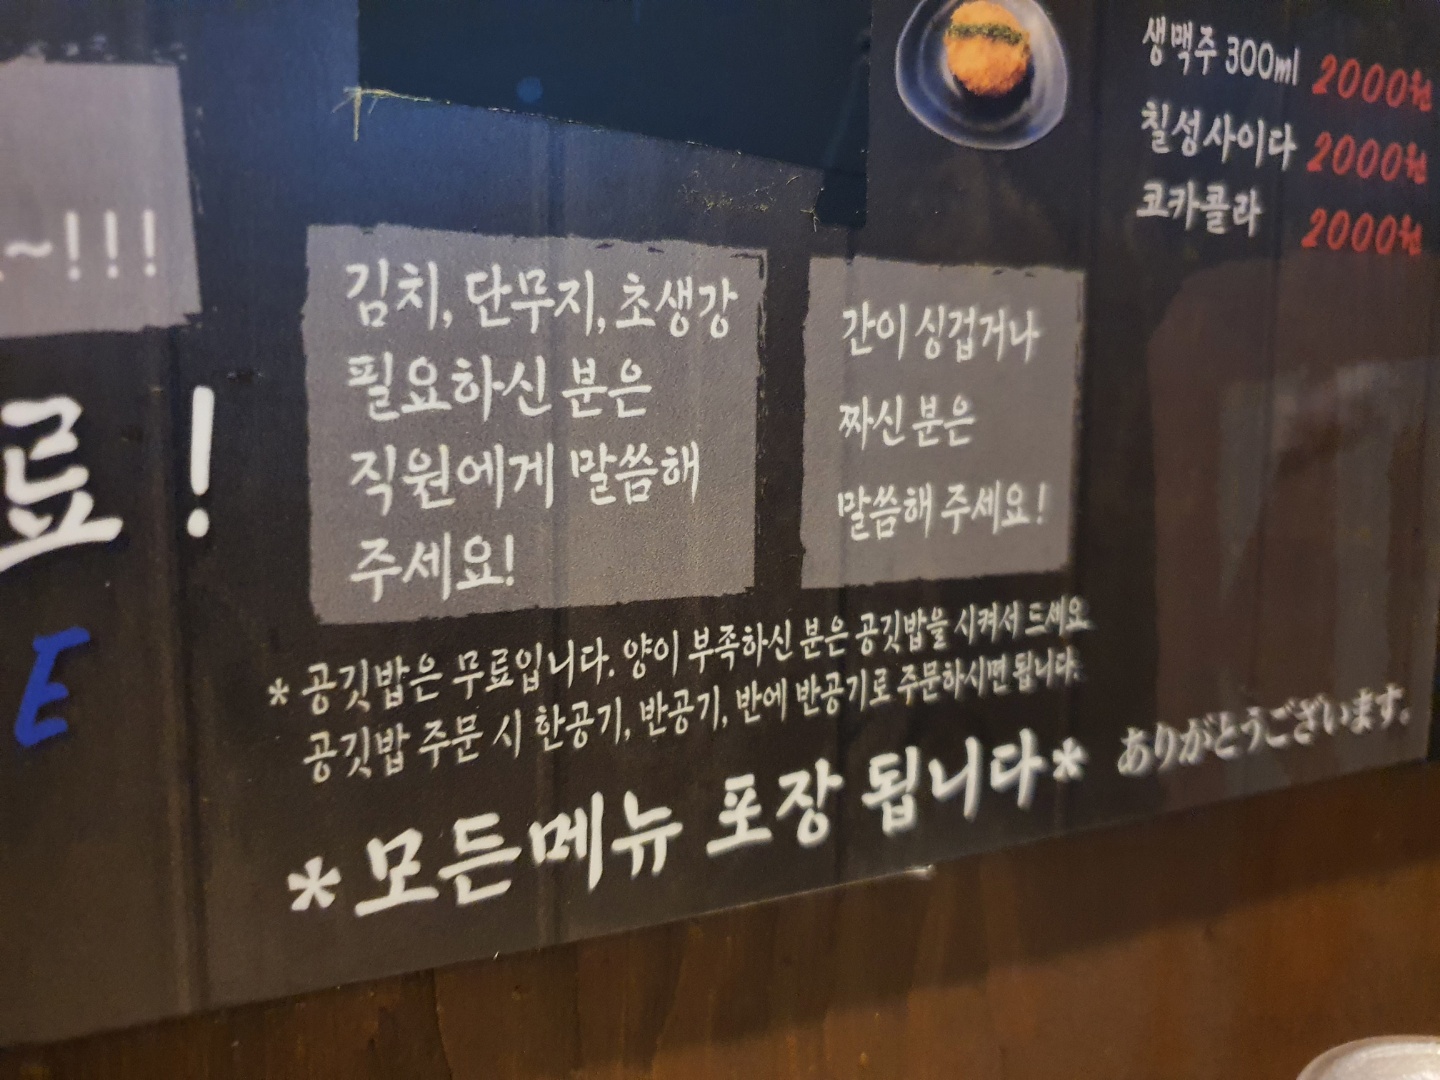 생맥주 300ml 2000원
칠성사이다 2000원
코카콜라 2000원
~!!!
료!
E
김치, 단무지, 초생강
필요하신 분은
직원에게 말씀해
주세요!
간이 싱겁거나
짜신 분은
말씀해 주세요!
* 공깃밥은 무료입니다. 양이 부족하신 분은 공깃밥을 시켜서 드세요.
공깃밥 주문 시 한공기, 반공기, 반에 반공기로 주문하시면 됩니다.
*모든메뉴 포장 됩니다*
ありがとうございます。